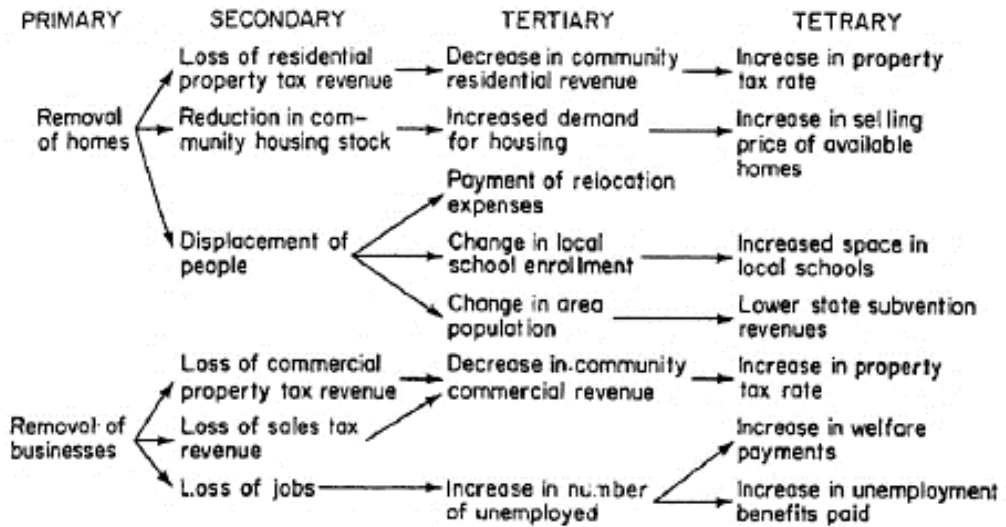 PRIMARY SECONDARY TERTIARY TETRARY
Loss of residential
property tax revenue
Decrease in community
residential revenue
Increase in property
tax rate
Removal
of homes
Reduction in com-
munity housing stock
Increased demand
for housing
Increase in selling
price of available
homes
Payment of relocation
expenses
Displacement of
people
Change in local
school enrollment
Increased space in
local schools
Change in area
population
Lower state subvention
revenues
Loss of commercial
property tax revenue
Decrease in community
commercial revenue
Increase in property
tax rate
Removal of
businesses
Loss of sales tax
revenue
Increase in welfare
payments
Loss of jobs
Increase in number
of unemployed
Increase in unemployment
benefits paid